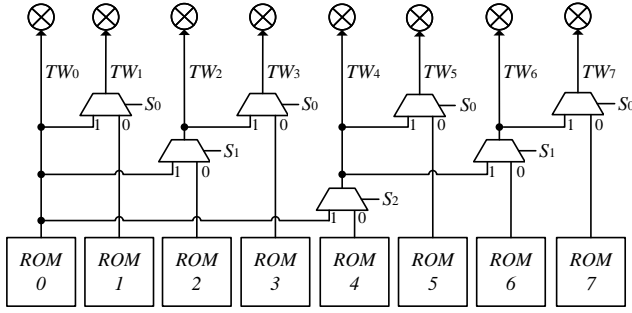 TW0 TW1 TW2 TW3 TW4 TW5 TW6 TW7
S0 S0 S0 S0
1 0 1 0 1 0 1 0
S1 S1
1 0 1 0
S2
1 0
ROM 0 ROM 1 ROM 2 ROM 3 ROM 4 ROM 5 ROM 6 ROM 7